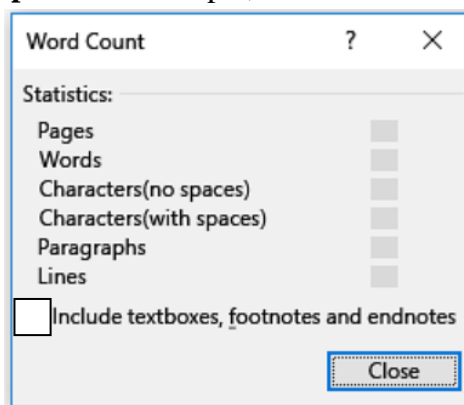 Word Count ? ×
Statistics:
Pages
Words
Characters(no spaces)
Characters(with spaces)
Paragraphs
Lines
Include textboxes, footnotes and endnotes
Close